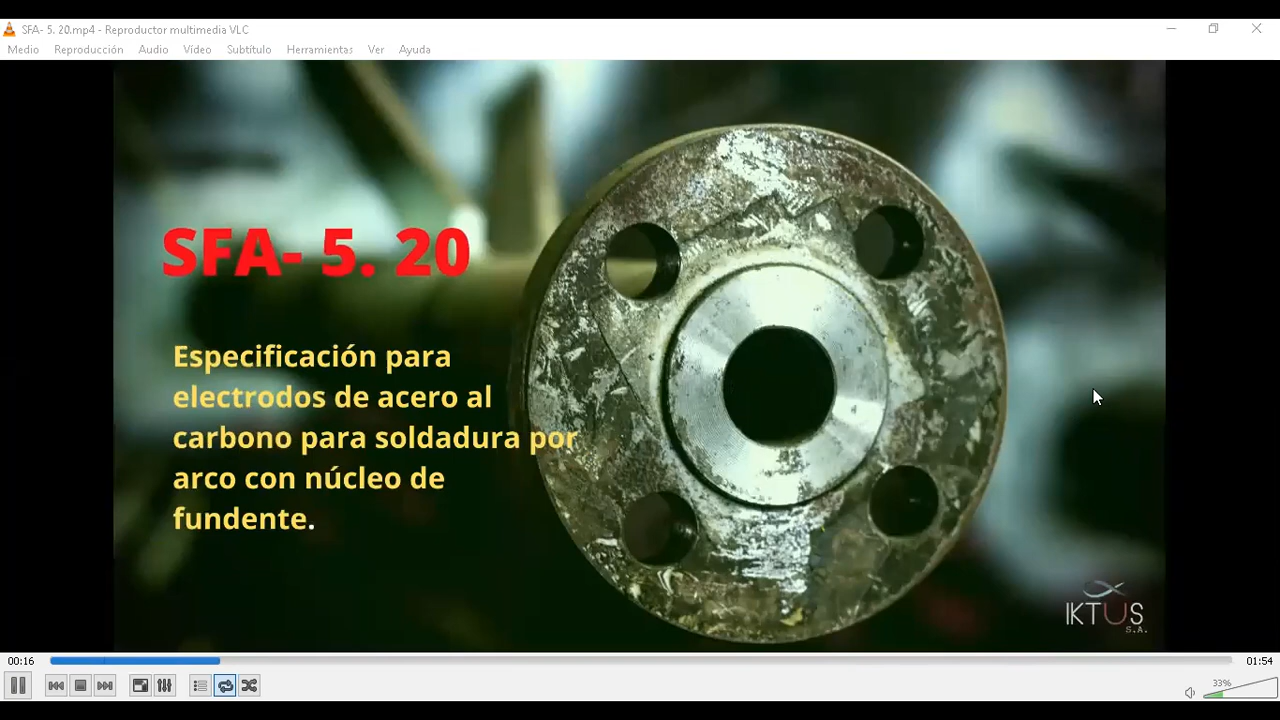 SFA- 5. 20.mp4 - Reproductor multimedia VLC
Medio Reproducción Audio Vídeo Subtítulo Herramientas Ver Ayuda
SFA- 5. 20
Especificación para
electrodos de acero al
carbono para soldadura por
arco con núcleo de
fundente.
IKTUS
S.A.
00:16
01:54
33%